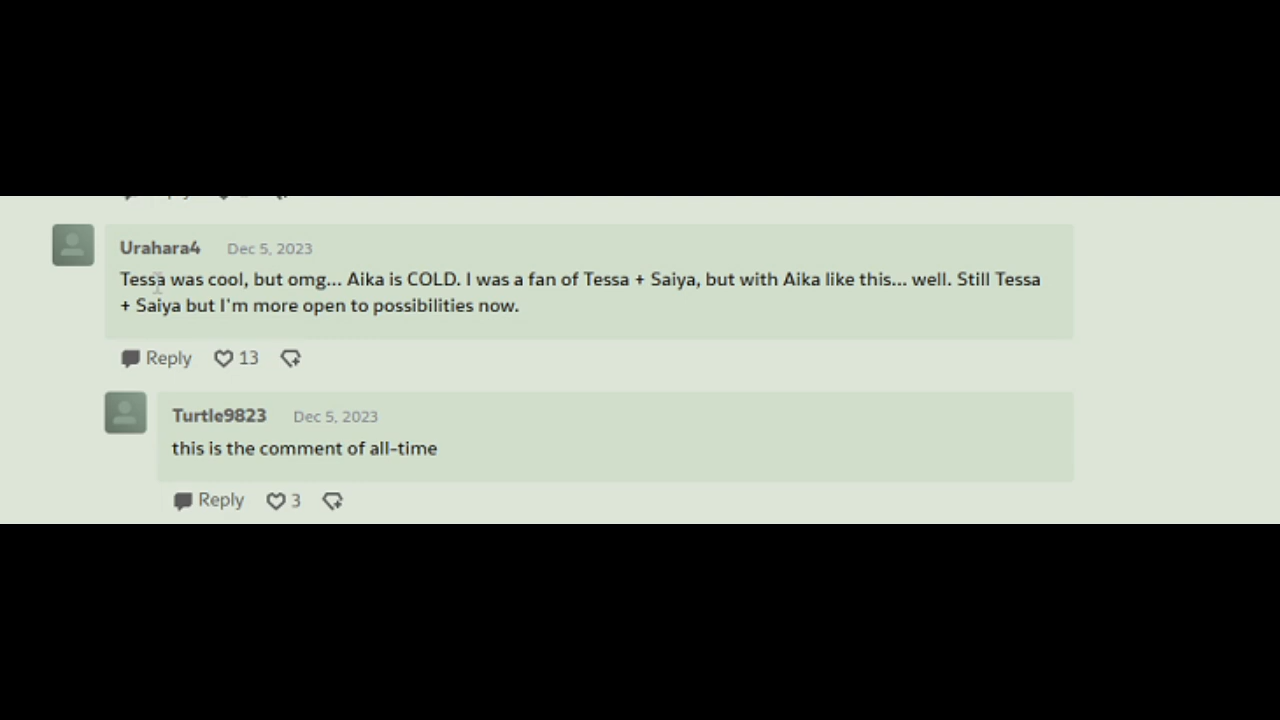 Urahara4 Dec 5, 2023
Tessa was cool, but omg... Aika is COLD. I was a fan of Tessa + Saiya, but with Aika like this... well. Still Tessa
+ Saiya but I'm more open to possibilities now.
Reply 13
Turtle9823 Dec 5, 2023
this is the comment of all-time
Reply 3